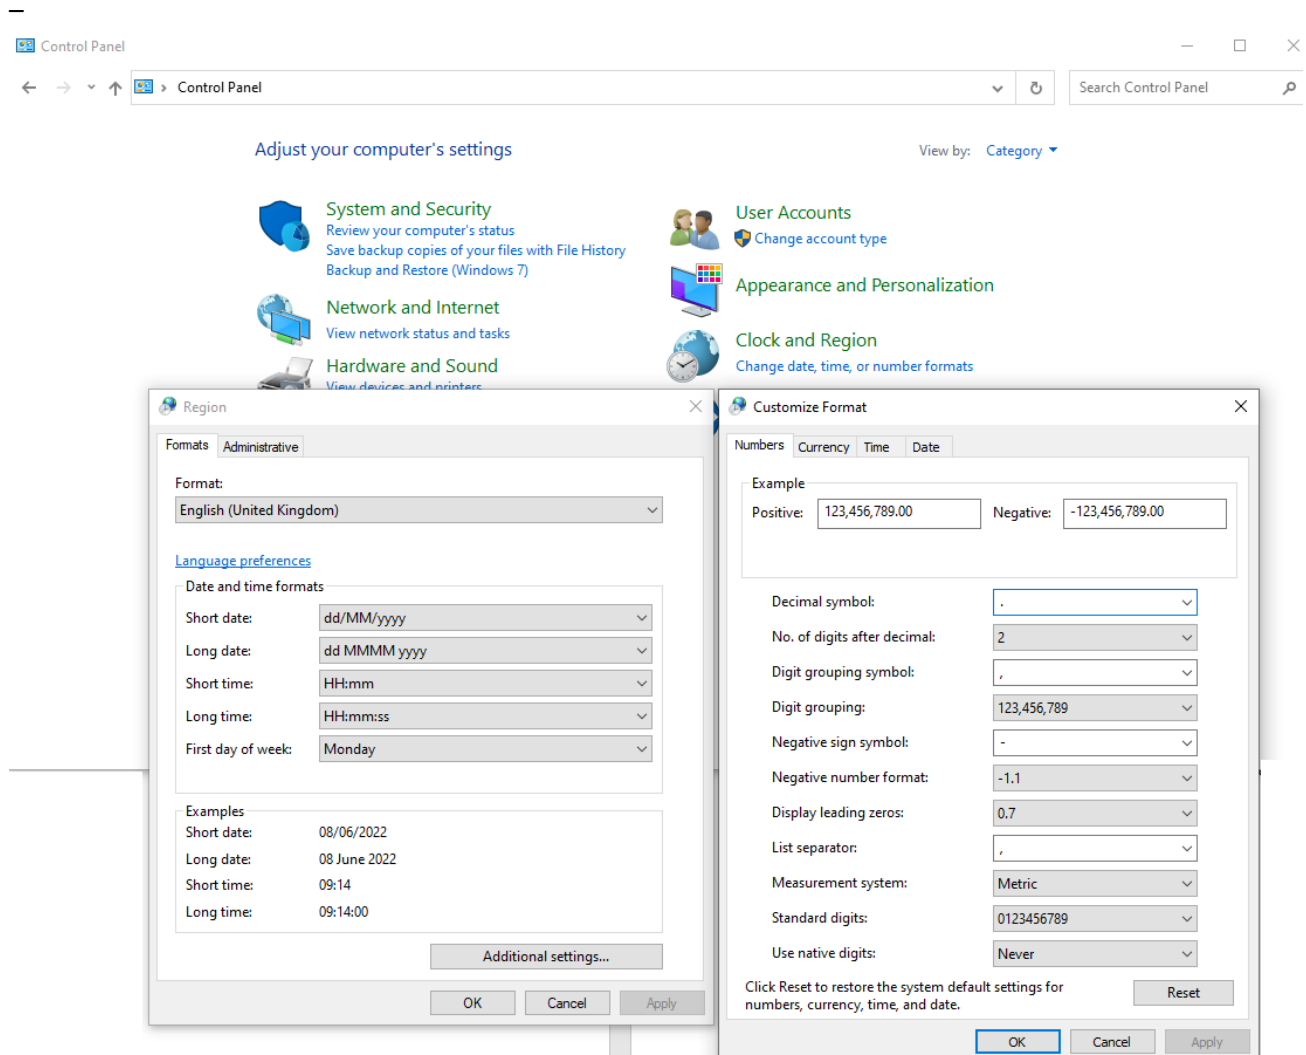 Control Panel
Control Panel
Search Control Panel
Adjust your computer's settings
View by: Category
System and Security
Review your computer's status
Save backup copies of your files with File History
Backup and Restore (Windows 7)
Network and Internet
View network status and tasks
Hardware and Sound
View devices and printers
User Accounts
Change account type
Appearance and Personalization
Clock and Region
Change date, time, or number formats
Region
Formats Administrative
Format:
English (United Kingdom)
Language preferences
Date and time formats
Short date: dd/MM/yyyy
Long date: dd MMMM yyyy
Short time: HH:mm
Long time: HH:mm:ss
First day of week: Monday
Examples
Short date: 08/06/2022
Long date: 08 June 2022
Short time: 09:14
Long time: 09:14:00
Additional settings...
OK Cancel Apply
Customize Format
Numbers Currency Time Date
Example
Positive: 123,456,789.00 Negative: -123,456,789.00
Decimal symbol: .
No. of digits after decimal: 2
Digit grouping symbol: ,
Digit grouping: 123,456,789
Negative sign symbol: -
Negative number format: -1.1
Display leading zeros: 0.7
List separator: ,
Measurement system: Metric
Standard digits: 0123456789
Use native digits: Never
Click Reset to restore the system default settings for
numbers, currency, time, and date.
Reset
OK Cancel Apply